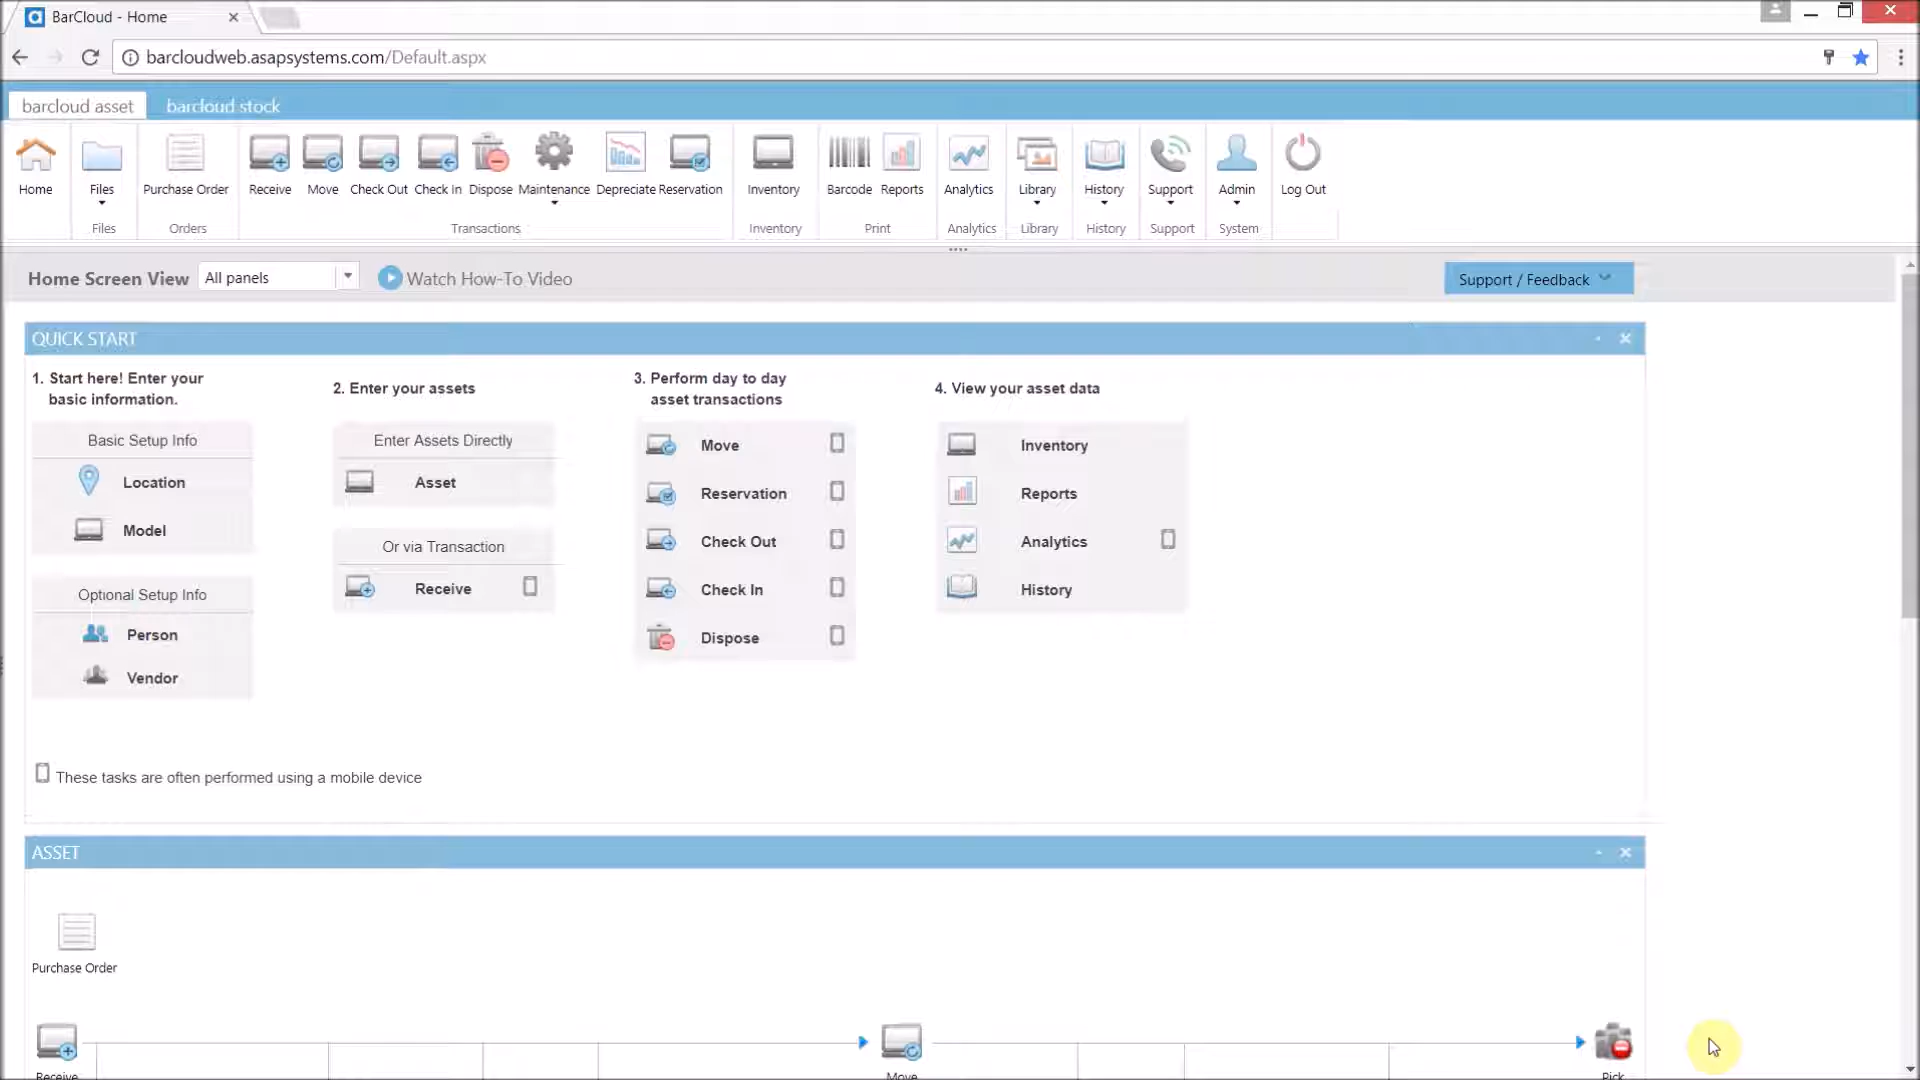 BarCloud - Home
barcloudweb.asapsystems.com/Default.aspx
barcloud asset
barcloud stock
Home
Files
Purchase Order
Receive
Move
Check Out
Check In
Dispose
Maintenance
Depreciate
Reservation
Inventory
Barcode
Reports
Analytics
Library
History
Support
Admin
Log Out
Files
Orders
Transactions
Inventory
Print
Analytics
Library
History
Support
System
Home Screen View
All panels
Watch How-To Video
Support / Feedback
QUICK START
1. Start here! Enter your
basic information.
Basic Setup Info
Location
Model
Optional Setup Info
Person
Vendor
2. Enter your assets
Enter Assets Directly
Asset
Or via Transaction
Receive
3. Perform day to day
asset transactions
Move
Reservation
Check Out
Check In
Dispose
4. View your asset data
Inventory
Reports
Analytics
History
These tasks are often performed using a mobile device
ASSET
Purchase Order
Receive
Move
Pick